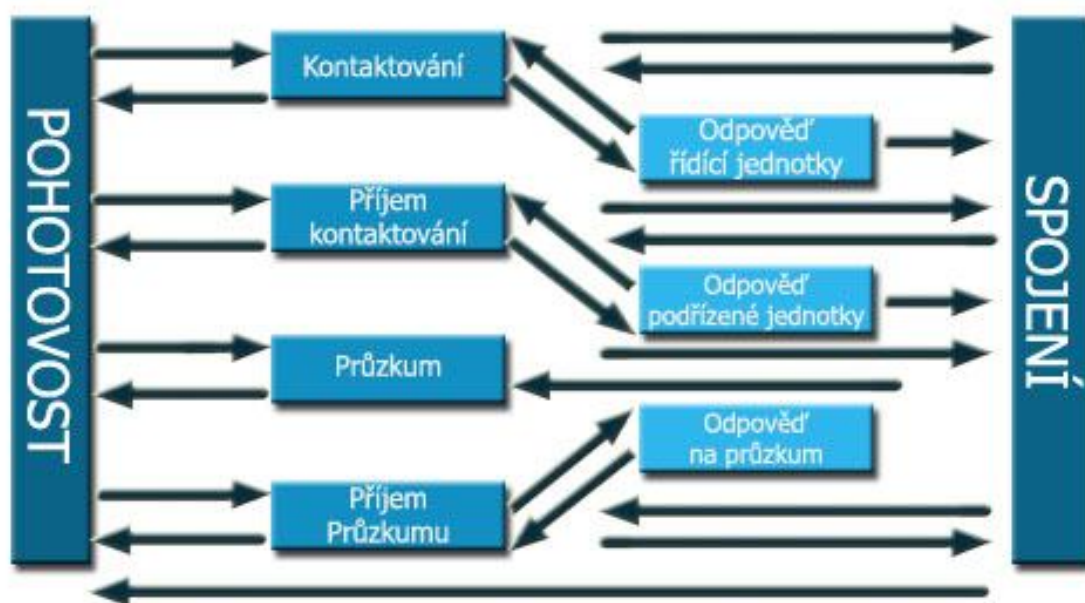 POHOTOVOST
Kontaktování
Odpověď
řídící jednotky
Příjem
kontaktování
Odpověď
podřízené jednotky
Průzkum
Odpověď
na průzkum
Příjem
Průzkumu
SPOJENÍ